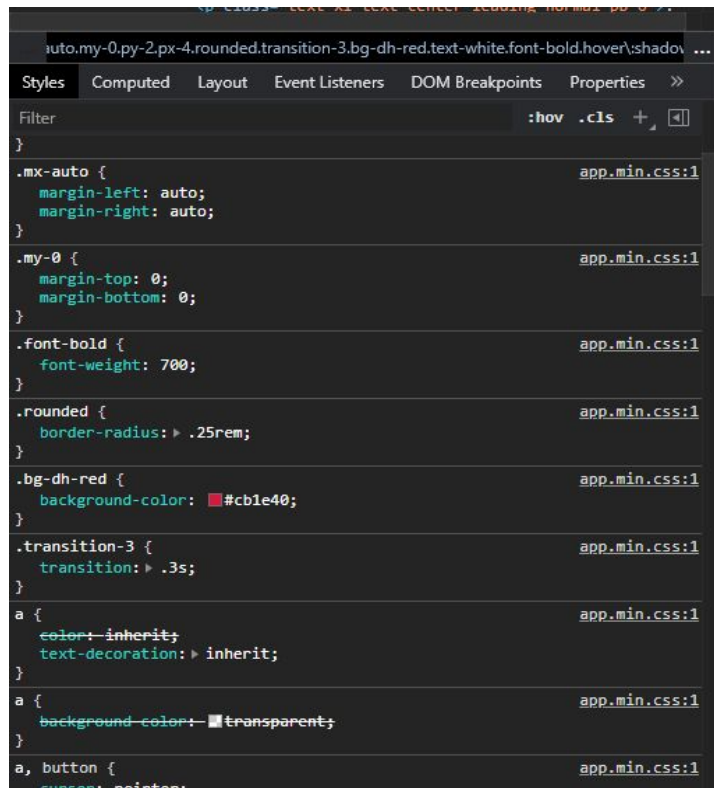 auto.my-0.py-2.px-4.rounded.transition-3.bg-dh-red.text-white.font-bold.hover\:shadow ...
Styles Computed Layout Event Listeners DOM Breakpoints Properties »
Filter :hov .cls +
}
.mx-auto { app.min.css:1
margin-left: auto;
margin-right: auto;
}
.my-0 { app.min.css:1
margin-top: 0;
margin-bottom: 0;
}
.font-bold { app.min.css:1
font-weight: 700;
}
.rounded { app.min.css:1
border-radius: .25rem;
}
.bg-dh-red { app.min.css:1
background-color: #cb1e40;
}
.transition-3 { app.min.css:1
transition: .3s;
}
a { app.min.css:1
color: inherit;
text-decoration: inherit;
}
a { app.min.css:1
background-color: transparent;
}
a, button { app.min.css:1
cursor: pointer;